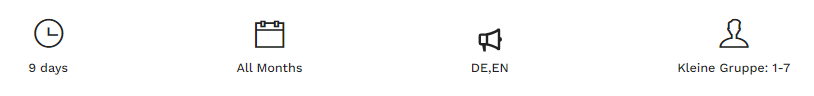 9 days
All Months
DE,EN
Kleine Gruppe: 1-7